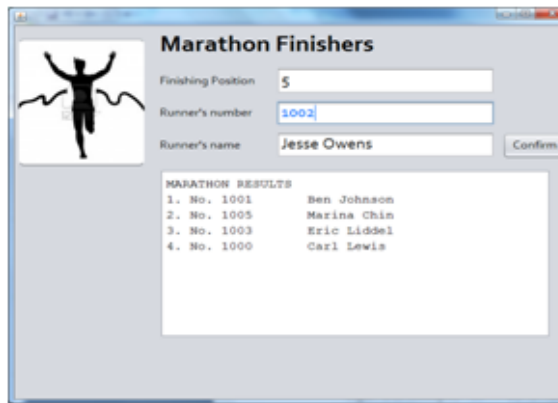 Marathon Finishers
Finishing Position 5
Runner's number 1002
Runner's name Jesse Owens Confirm
MARATHON RESULTS
1. No. 1001 Ben Johnson
2. No. 1005 Marina Chin
3. No. 1003 Eric Liddel
4. No. 1000 Carl Lewis